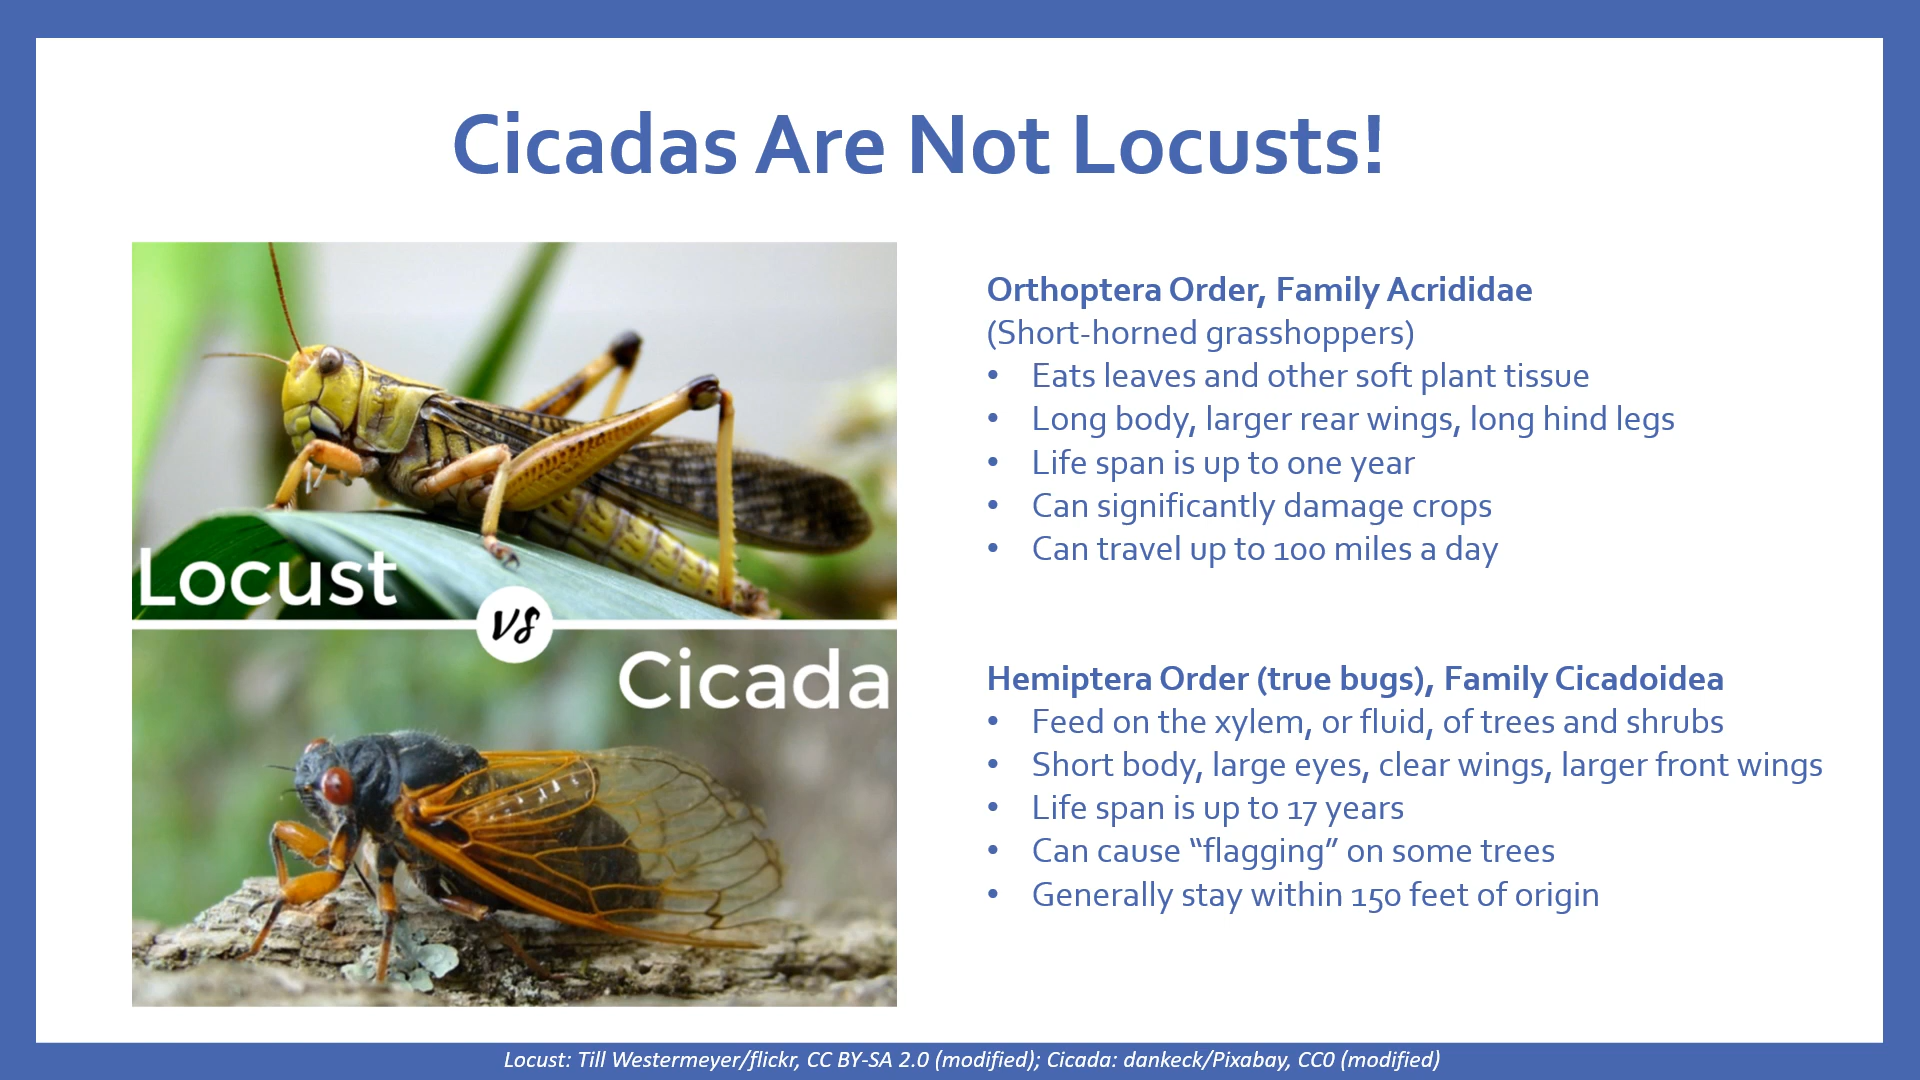 Cicadas Are Not Locusts!
Locust
vs
Cicada
Orthoptera Order, Family Acrididae
(Short-horned grasshoppers)
• Eats leaves and other soft plant tissue
• Long body, larger rear wings, long hind legs
• Life span is up to one year
• Can significantly damage crops
• Can travel up to 100 miles a day
Hemiptera Order (true bugs), Family Cicadoidea
• Feed on the xylem, or fluid, of trees and shrubs
• Short body, large eyes, clear wings, larger front wings
• Life span is up to 17 years
• Can cause “flagging” on some trees
• Generally stay within 150 feet of origin
Locust: Till Westermeyer/flickr, CC BY-SA 2.0 (modified); Cicada: dankeck/Pixabay, CC0 (modified)